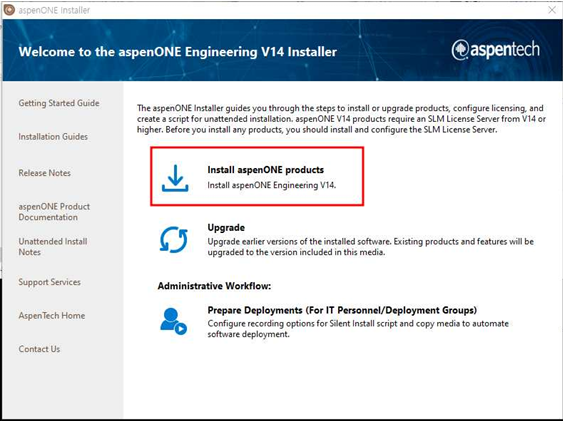 aspenONE Installer
Welcome to the aspenONE Engineering V14 Installer
aspentech
Getting Started Guide
Installation Guides
Release Notes
aspenONE Product
Documentation
Unattended Install
Notes
Support Services
AspenTech Home
Contact Us
The aspenONE Installer guides you through the steps to install or upgrade products, configure licensing, and
create a script for unattended installation. aspenONE V14 products require an SLM License Server from V14 or
higher. Before you install any products, you should install and configure the SLM License Server.
Install aspenONE products
Install aspenONE Engineering V14.
Upgrade
Upgrade earlier versions of the installed software. Existing products and features will be
upgraded to the version included in this media.
Administrative Workflow:
Prepare Deployments (For IT Personnel/Deployment Groups)
Configure recording options for Silent Install script and copy media to automate
software deployment.